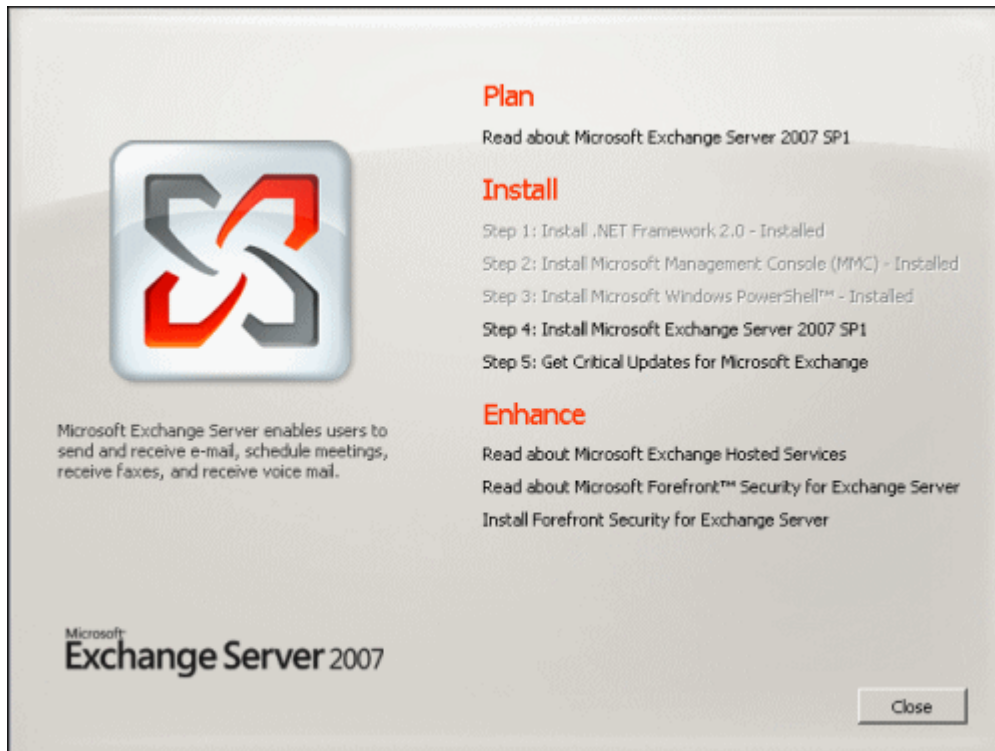 Plan
Read about Microsoft Exchange Server 2007 SP1
Install
Step 1: Install .NET Framework 2.0 - Installed
Step 2: Install Microsoft Management Console (MMC) - Installed
Step 3: Install Microsoft Windows PowerShell™ - Installed
Step 4: Install Microsoft Exchange Server 2007 SP1
Step 5: Get Critical Updates for Microsoft Exchange
Enhance
Read about Microsoft Exchange Hosted Services
Read about Microsoft Forefront™ Security for Exchange Server
Install Forefront Security for Exchange Server
Microsoft Exchange Server enables users to
send and receive e-mail, schedule meetings,
receive faxes, and receive voice mail.
Microsoft
Exchange Server 2007
Close